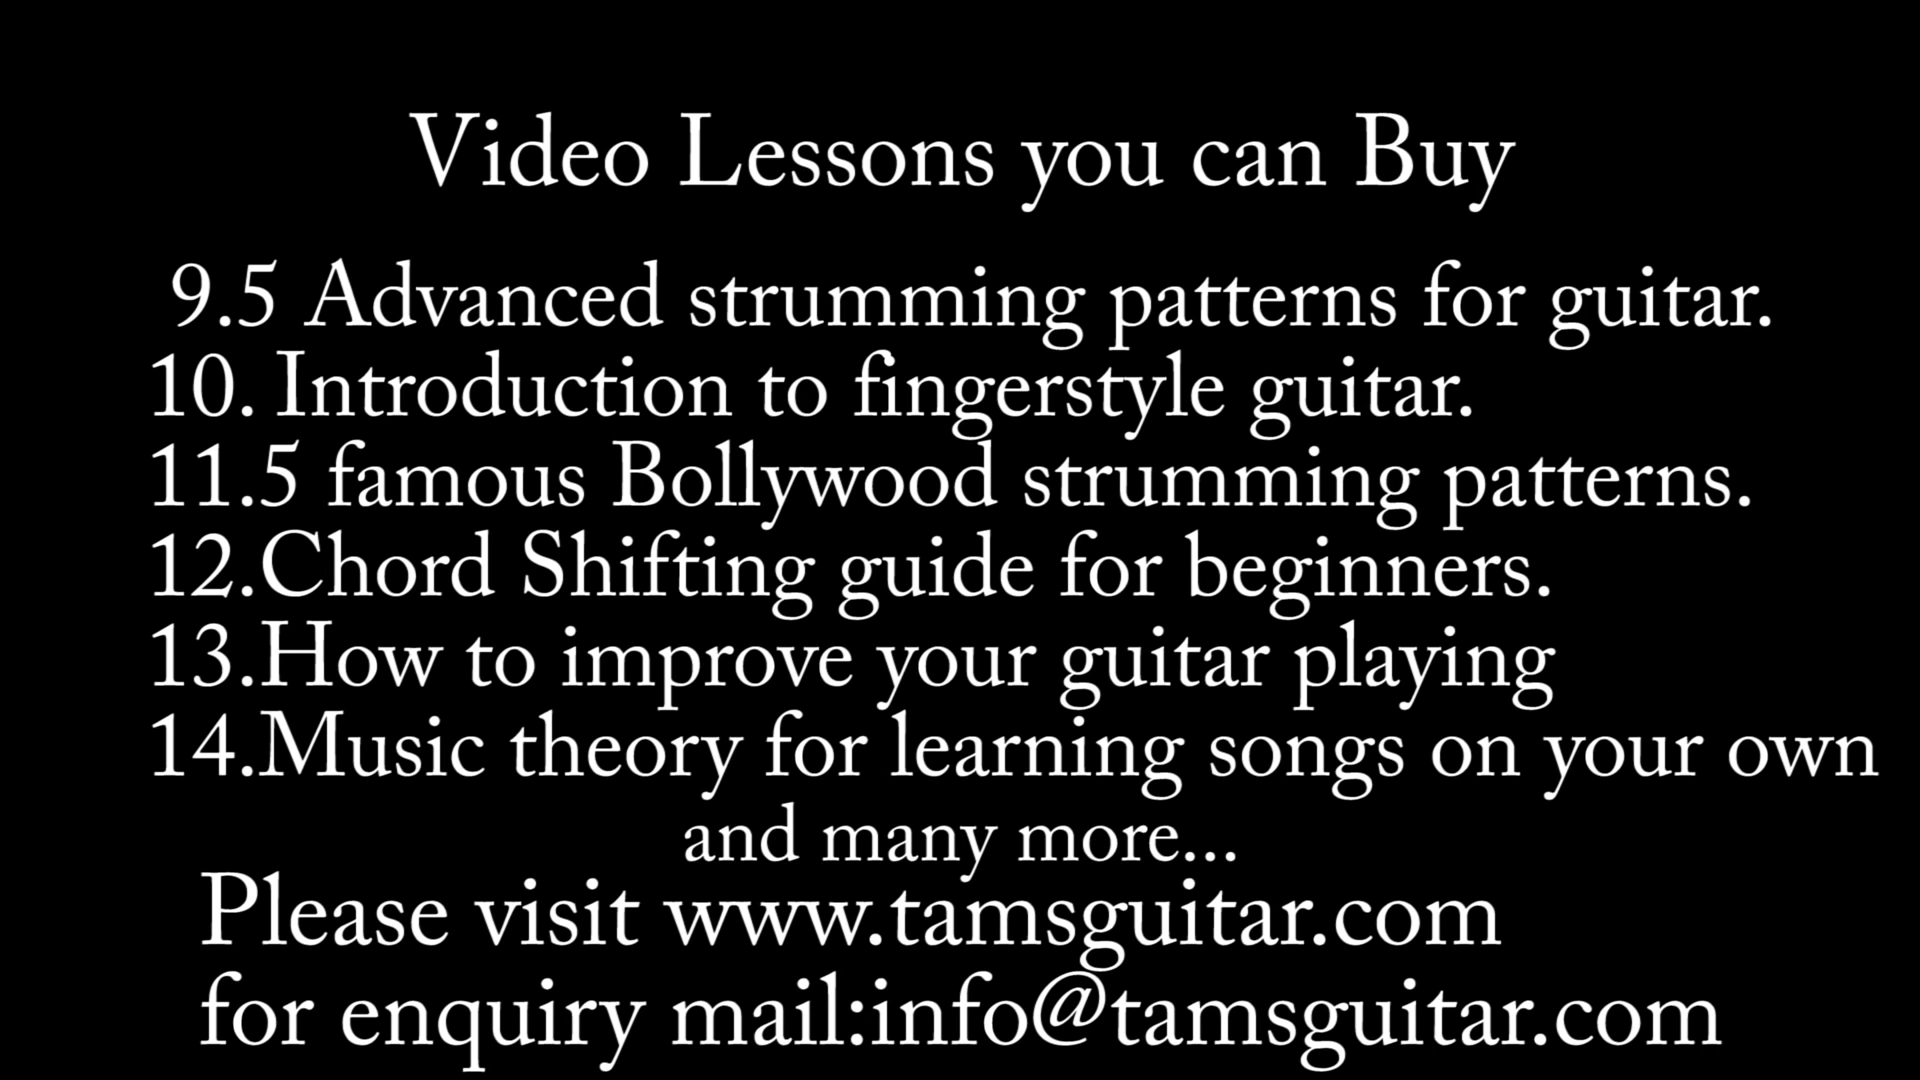 Video Lessons you can Buy
9.5 Advanced strumming patterns for guitar.
10. Introduction to fingerstyle guitar.
11.5 famous Bollywood strumming patterns.
12.Chord Shifting guide for beginners.
13.How to improve your guitar playing
14.Music theory for learning songs on your own
and many more...
Please visit www.tamsguitar.com
for enquiry mail:info@tamsguitar.com